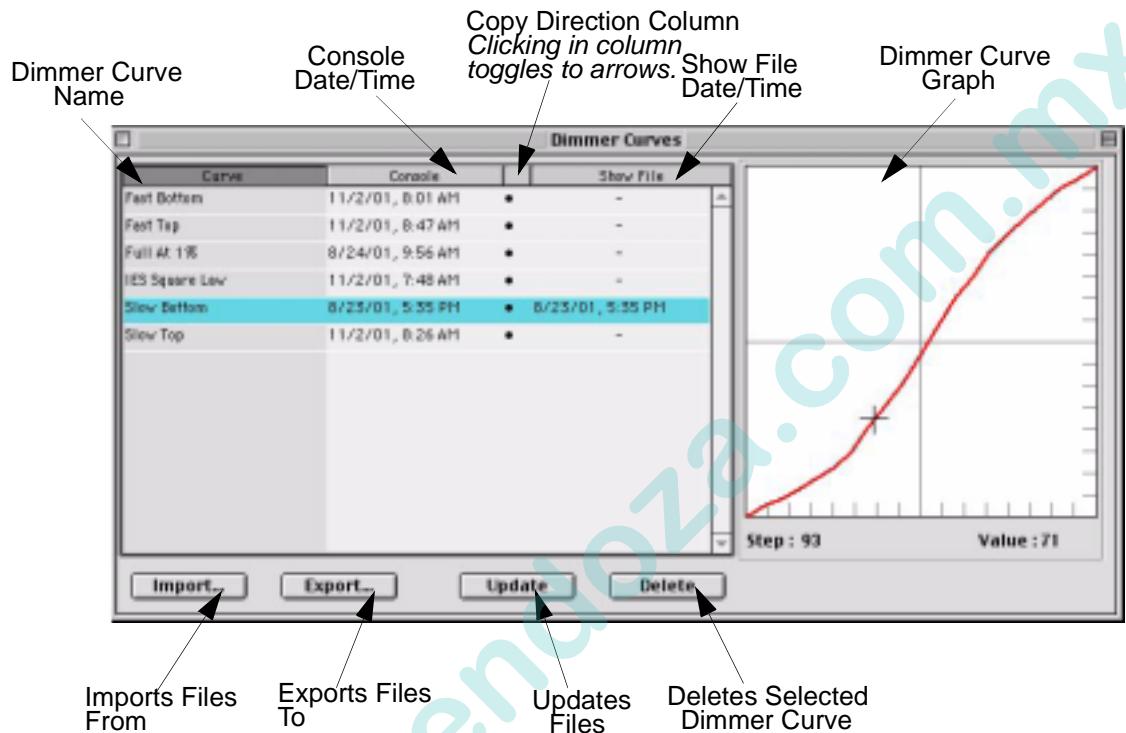 Copy Direction Column
Clicking in column
toggles to arrows.
Console
Date/Time
Show File
Date/Time
Dimmer Curve
Graph
Dimmer Curve
Name
Dimmer Curves
Curve Console Show File
Fast Bottom 11/2/01, 8:01 AM • -
Fast Top 11/2/01, 8:47 AM • -
Full At 1% 8/24/01, 9:56 AM • -
IES Square Law 11/2/01, 7:48 AM • -
Slow Bottom 8/23/01, 5:35 PM • 8/23/01, 5:35 PM
Slow Top 11/2/01, 8:26 AM • -
Step : 93 Value : 71
Import... Export... Update Delete
Imports Files
From
Exports Files
To
Updates
Files
Deletes Selected
Dimmer Curve
endoza.com.mx